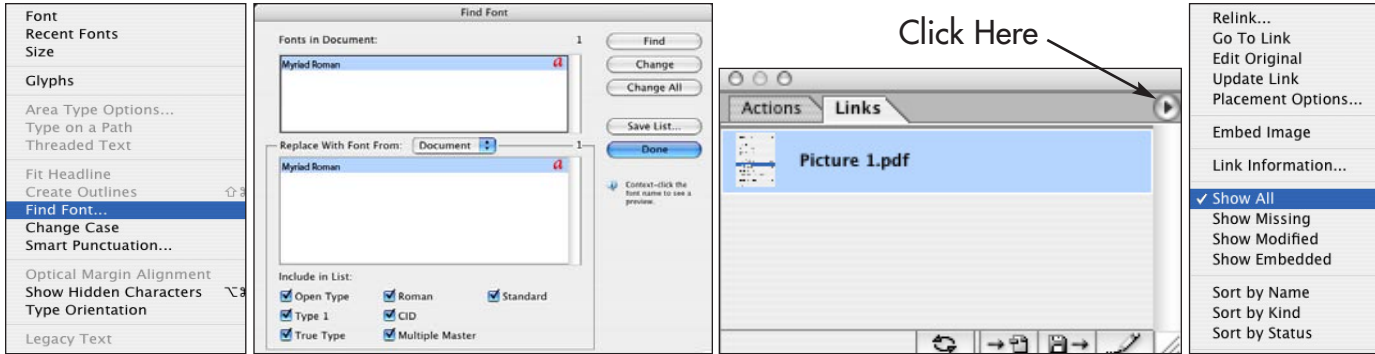 Font
Recent Fonts
Size
Glyphs
Area Type Options...
Type on a Path
Threaded Text
Fit Headline
Create Outlines ⇧⌘
Find Font...
Change Case
Smart Punctuation...
Optical Margin Alignment
Show Hidden Characters ⌥⌘
Type Orientation
Legacy Text
Find Font
Fonts in Document: 1
Myriad Roman a
Find
Change
Change All
Save List...
Done
Replace With Font From: Document 1
Myriad Roman a
Context-click the
font name to see a
preview.
Include in List:
Open Type Roman Standard
Type 1 CID
True Type Multiple Master
Click Here
Actions Links
Picture 1.pdf
Relink...
Go To Link
Edit Original
Update Link
Placement Options...
Embed Image
Link Information...
✓ Show All
Show Missing
Show Modified
Show Embedded
Sort by Name
Sort by Kind
Sort by Status